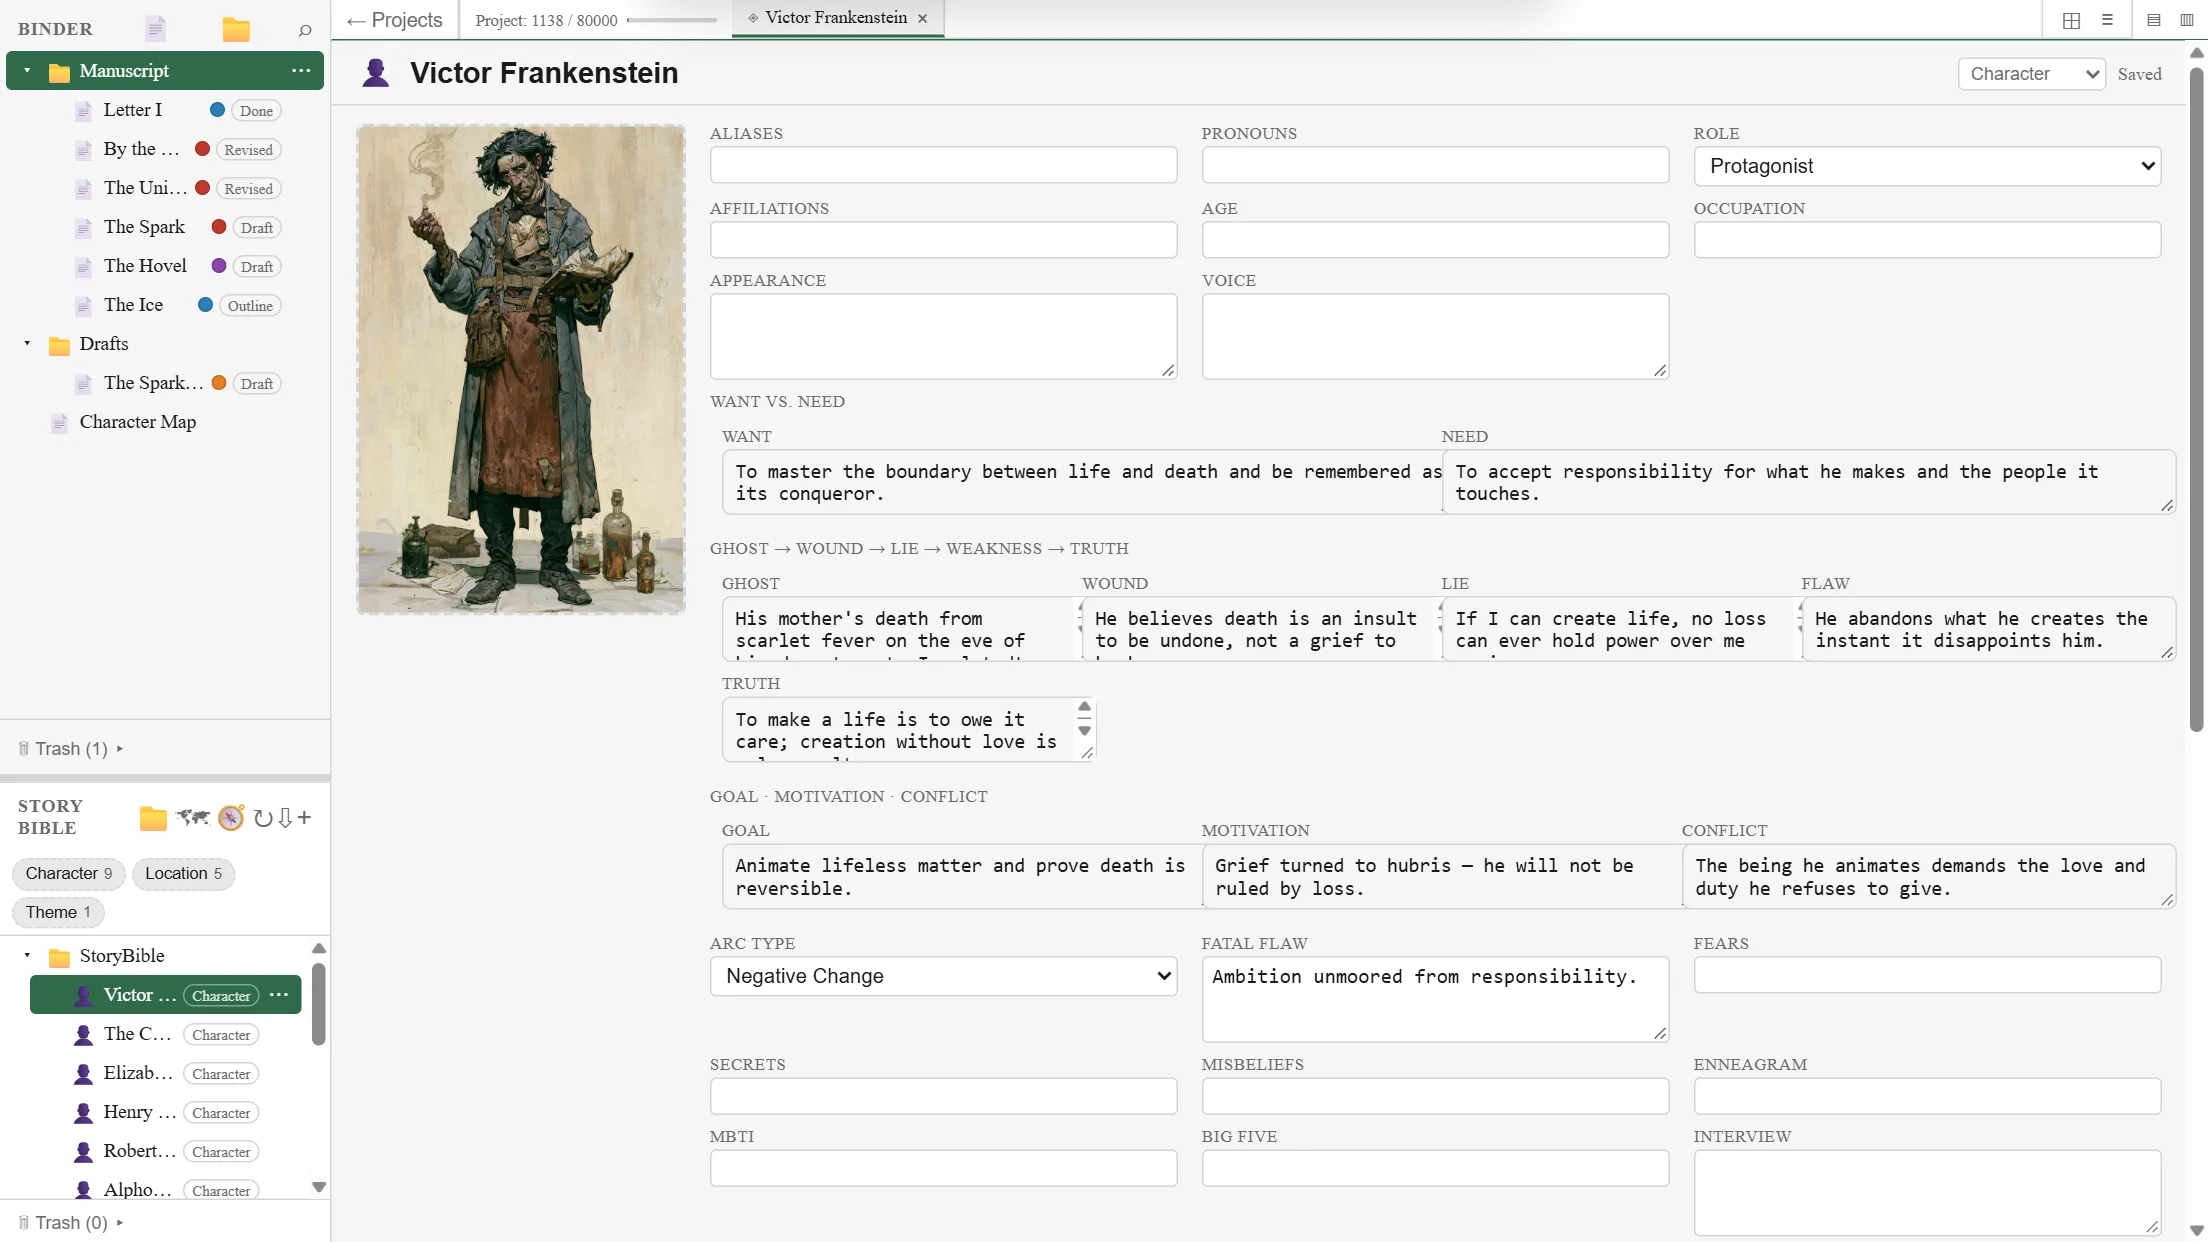 BINDER
Manuscript
Letter I Done
By the … Revised
The Uni… Revised
The Spark Draft
The Hovel Draft
The Ice Outline
Drafts
The Spark… Draft
Character Map
Trash (1)
STORY
BIBLE
Character 9
Location 5
Theme 1
StoryBible
Victor … Character
The C… Character
Elizab… Character
Henry … Character
Robert… Character
Alpho… Character
Trash (0)
← Projects
Project: 1138 / 80000
Victor Frankenstein ×
Victor Frankenstein
Character
Saved
ALIASES
PRONOUNS
ROLE
Protagonist
AFFILIATIONS
AGE
OCCUPATION
APPEARANCE
VOICE
WANT VS. NEED
WANT
To master the boundary between life and death and be remembered as
its conqueror.
NEED
To accept responsibility for what he makes and the people it
touches.
GHOST → WOUND → LIE → WEAKNESS → TRUTH
GHOST
His mother's death from
scarlet fever on the eve of
WOUND
He believes death is an insult
to be undone, not a grief to
LIE
If I can create life, no loss
can ever hold power over me
FLAW
He abandons what he creates the
instant it disappoints him.
TRUTH
To make a life is to owe it
care; creation without love is
GOAL · MOTIVATION · CONFLICT
GOAL
Animate lifeless matter and prove death is
reversible.
MOTIVATION
Grief turned to hubris — he will not be
ruled by loss.
CONFLICT
The being he animates demands the love and
duty he refuses to give.
ARC TYPE
Negative Change
FATAL FLAW
Ambition unmoored from responsibility.
FEARS
SECRETS
MISBELIEFS
ENNEAGRAM
MBTI
BIG FIVE
INTERVIEW